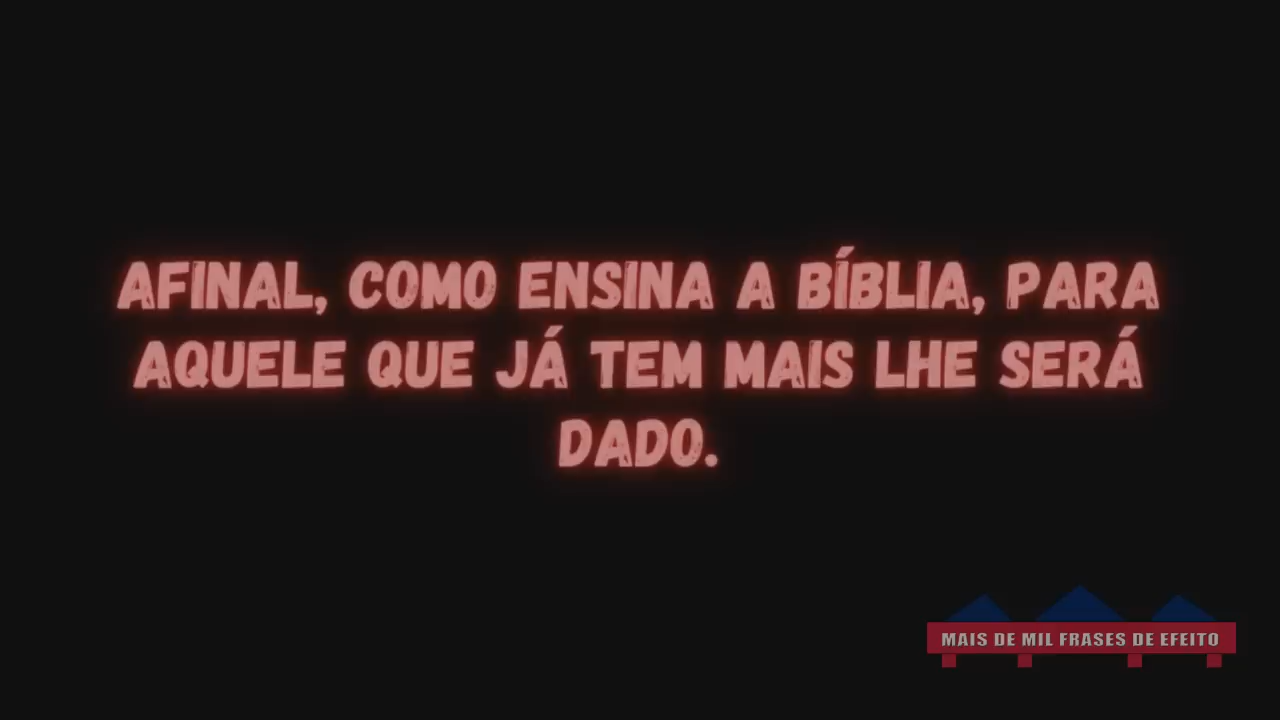 AFINAL, COMO ENSINA A BÍBLIA, PARA
AQUELE QUE JÁ TEM MAIS LHE SERÁ
DADO.
MAIS DE MIL FRASES DE EFEITO